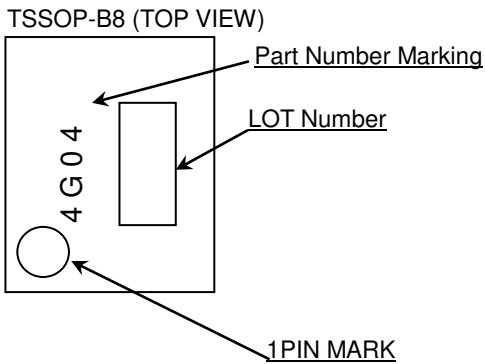 TSSOP-B8 (TOP VIEW)
Part Number Marking
LOT Number
4G04
1PIN MARK